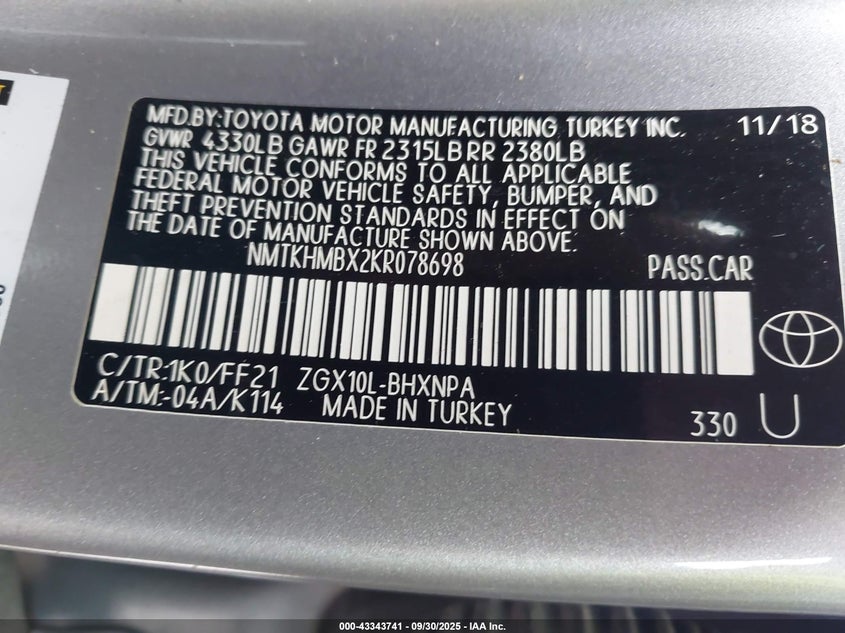 MFD.BY:TOYOTA MOTOR MANUFACTURING TURKEY INC. 11/18
GVWR 4330LB GAWR FR 2315LB RR 2380LB
THIS VEHICLE CONFORMS TO ALL APPLICABLE
FEDERAL MOTOR VEHICLE SAFETY, BUMPER, AND
THEFT PREVENTION STANDARDS IN EFFECT ON
THE DATE OF MANUFACTURE SHOWN ABOVE.
NMTKHMBX2KR078698 PASS.CAR
C/TR:1K0/FF21 ZGX10L-BHXNPA
A/TM:-04A/K114 MADE IN TURKEY
330 U
000-43343741 - 09/30/2025 - IAA Inc.